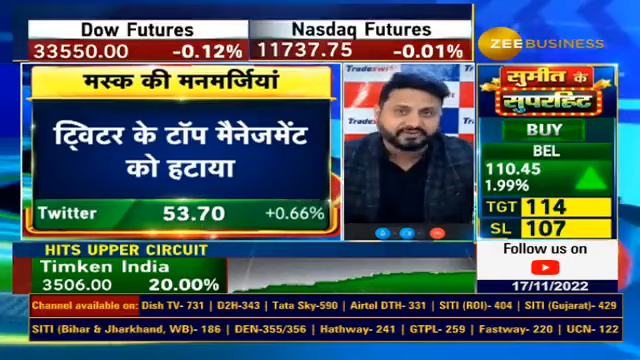 Dow Futures
33550.00 -0.12%
Nasdaq Futures
11737.75 -0.01%
ZEE BUSINESS
मस्क की मनमर्जियां
ट्विटर के टॉप मैनेजमेंट
को हटाया
Twitter 53.70 +0.66%
Tradeswift
सुमीत के
सुपरहिट
BUY
BEL
110.45
1.99%
TGT 114
SL 107
HITS UPPER CIRCUIT
Timken India
3506.00 20.00%
Follow us on
17/11/2022
Channel available on: Dish TV- 731 | D2H-343 | Tata Sky-590 | Airtel DTH- 331 | SITI (ROI)- 404 | SITI (Gujarat)- 429
SITI (Bihar & Jharkhand, WB)- 186 | DEN-355/356 | Hathway- 241 | GTPL- 259 | Fastway- 220 | UCN- 122